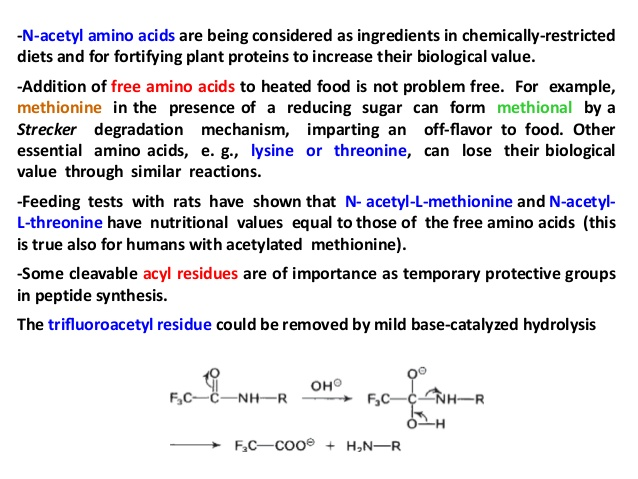 -N-acetyl amino acids are being considered as ingredients in chemically-restricted
diets and for fortifying plant proteins to increase their biological value.
-Addition of free amino acids to heated food is not problem free. For example,
methionine in the presence of a reducing sugar can form methional by a
Strecker degradation mechanism, imparting an off-flavor to food. Other
essential amino acids, e. g., lysine or threonine, can lose their biological
value through similar reactions.
-Feeding tests with rats have shown that N- acetyl-L-methionine and N-acetyl-
L-threonine have nutritional values equal to those of the free amino acids (this
is true also for humans with acetylated methionine).
-Some cleavable acyl residues are of importance as temporary protective groups
in peptide synthesis.
The trifluoroacetyl residue could be removed by mild base-catalyzed hydrolysis
O O⊖
F₃C—C—NH—R OH⊖ F₃C—C—NH—R
O—H
F₃C—COO⊖ + H₂N—R